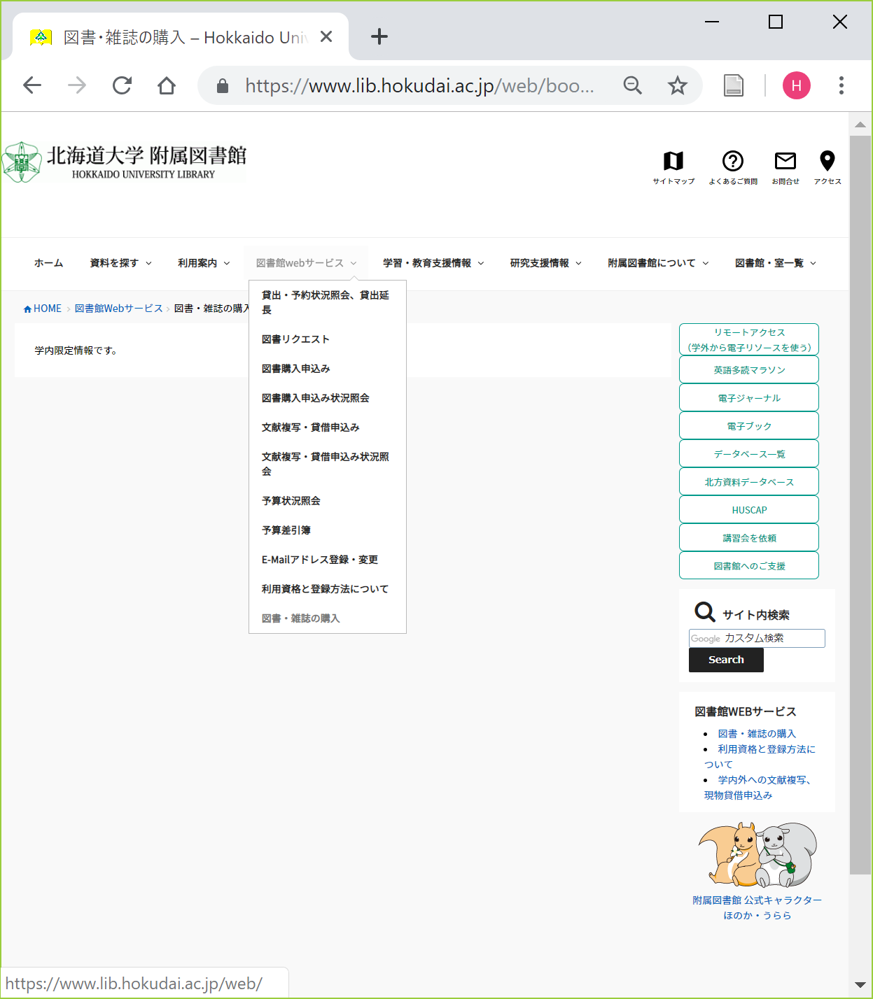 図書・雑誌の購入 – Hokkaido Univ
https://www.lib.hokudai.ac.jp/web/boo...
H
北海道大学 附属図書館
HOKKAIDO UNIVERSITY LIBRARY
サイトマップ
よくあるご質問
お問合せ
アクセス
ホーム
資料を探す
利用案内
図書館webサービス
学習・教育支援情報
研究支援情報
附属図書館について
図書館・室一覧
HOME > 図書館Webサービス > 図書・雑誌の購入
学内限定情報です。
貸出・予約状況照会、貸出延
長
図書リクエスト
図書購入申込み
図書購入申込み状況照会
文献複写・貸借申込み
文献複写・貸借申込み状況照
会
予算状況照会
予算差引簿
E-Mailアドレス登録・変更
利用資格と登録方法について
図書・雑誌の購入
リモートアクセス
（学外から電子リソースを使う）
英語多読マラソン
電子ジャーナル
電子ブック
データベース一覧
北方資料データベース
HUSCAP
講習会を依頼
図書館へのご支援
サイト内検索
Google カスタム検索
Search
図書館WEBサービス
• 図書・雑誌の購入
• 利用資格と登録方法に
ついて
• 学内外への文献複写、
現物貸借申込み
附属図書館 公式キャラクター
ほのか・うらら
https://www.lib.hokudai.ac.jp/web/